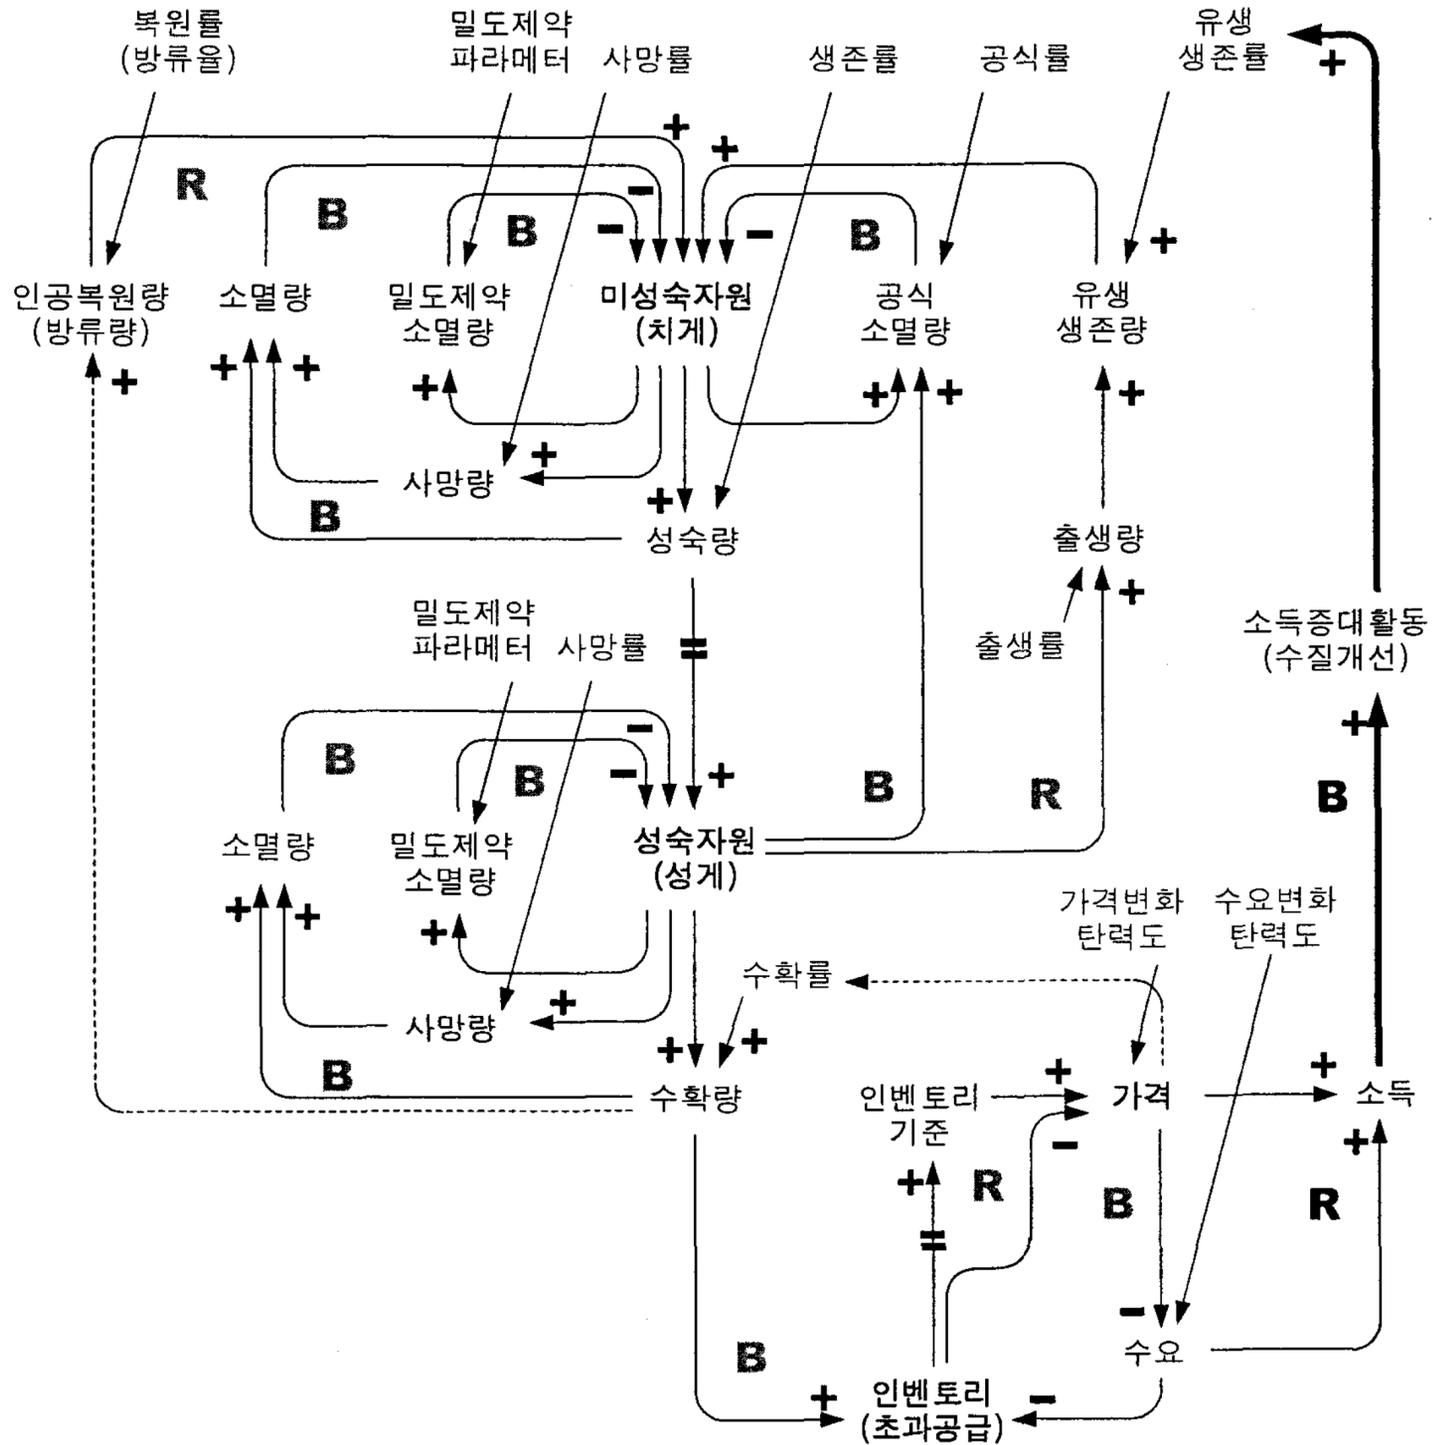 복원률
(방류율)
밀도제약
파라메터
사망률
생존률
공식률
유생
생존률
+
+
+
R
B
−
B
−
−
B
+
인공복원량
(방류량)
소멸량
밀도제약
소멸량
미성숙자원
(치게)
공식
소멸량
유생
생존량
+
+
+
+
+
+
+
사망량
+
+
B
성숙량
출생량
+
밀도제약
파라메터
사망률
출생률
소득증대활동
(수질개선)
=
−
+
B
B
−
+
B
R
B
소멸량
밀도제약
소멸량
성숙자원
(성게)
+
+
+
가격변화
탄력도
수요변화
탄력도
수확률
사망량
+
+
+
B
수확량
인벤토리
기준
+
가격
−
+
소득
+
+
R
B
R
=
−
수요
B
+
인벤토리
(초과공급)
−